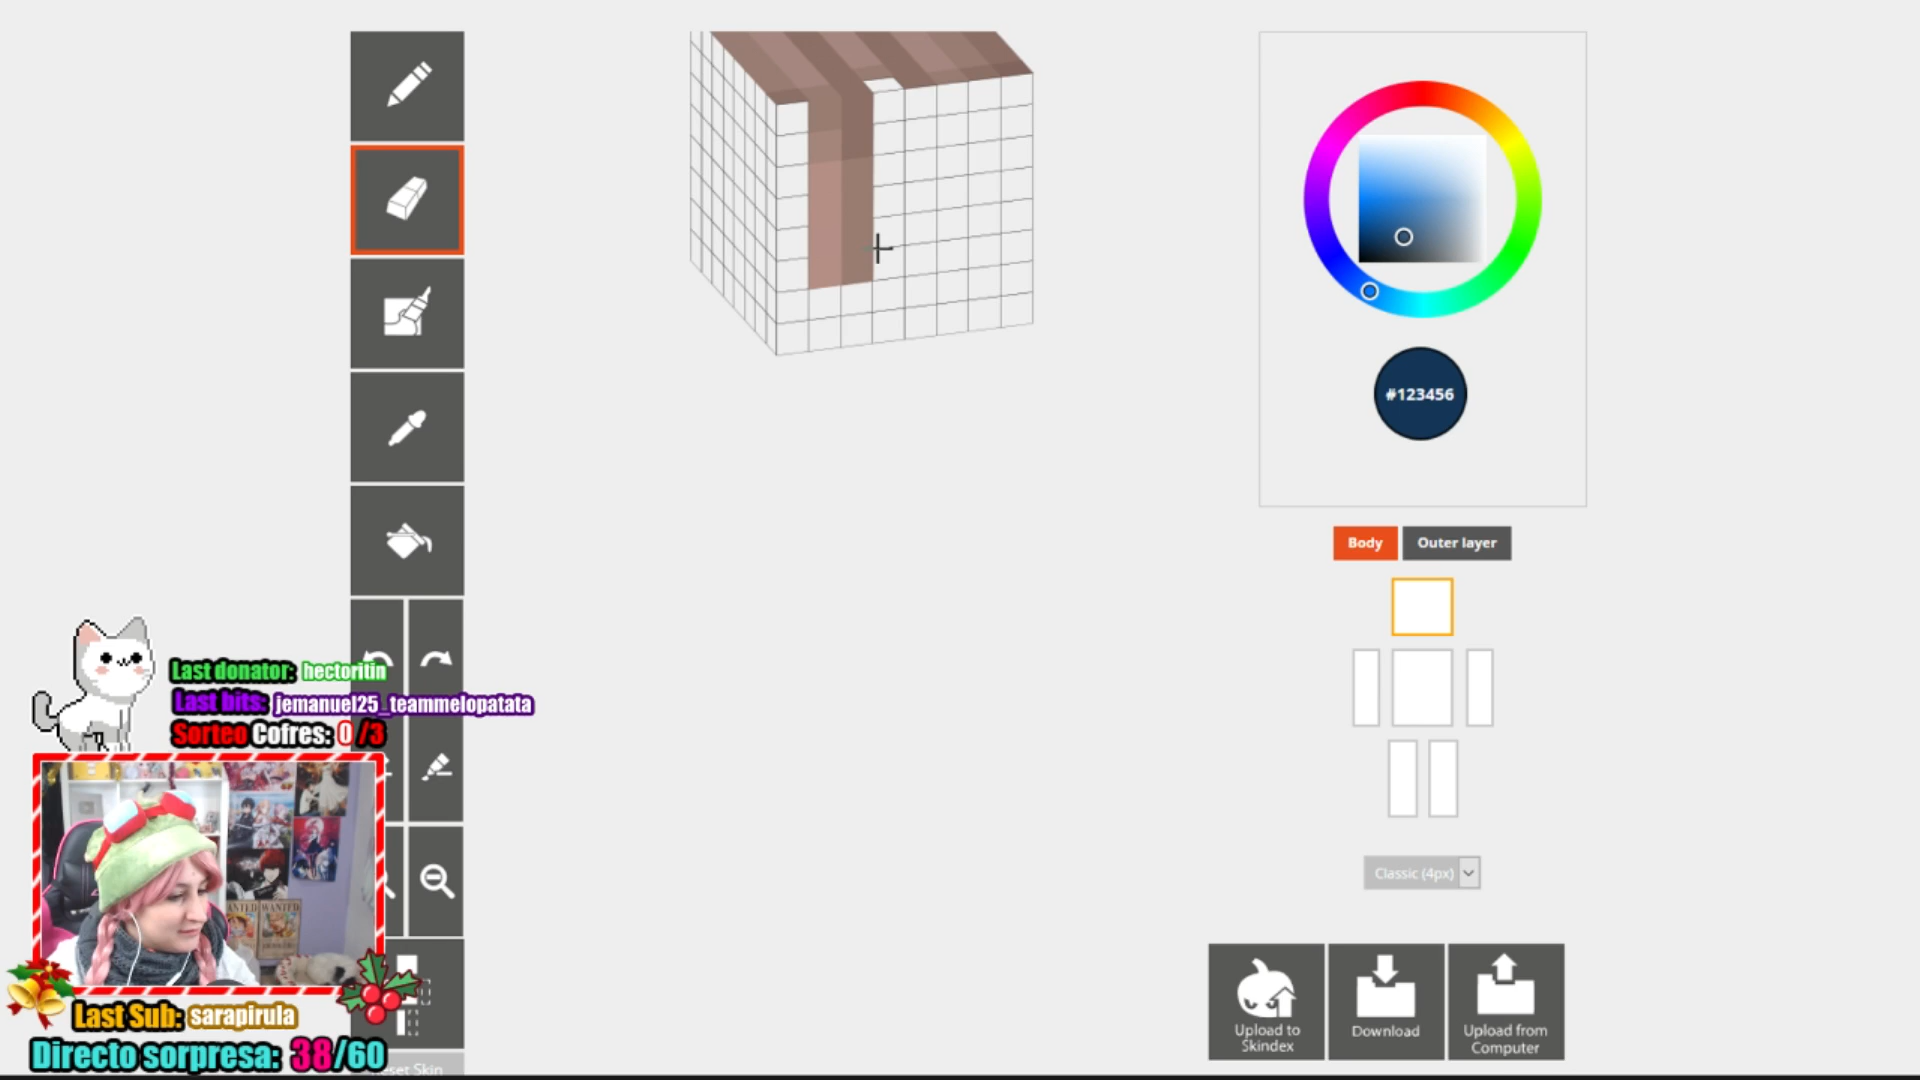 #123456
Body
Outer layer
Last donator: hectoritin
Last bits: jemanuel25_teammelopatata
Sorteo Cofres: 0 /3
WANTED
Classic (4px)
Last Sub: sarapirula
Directo sorpresa: 38/60
Upload to
Skindex
Download
Upload from
Computer